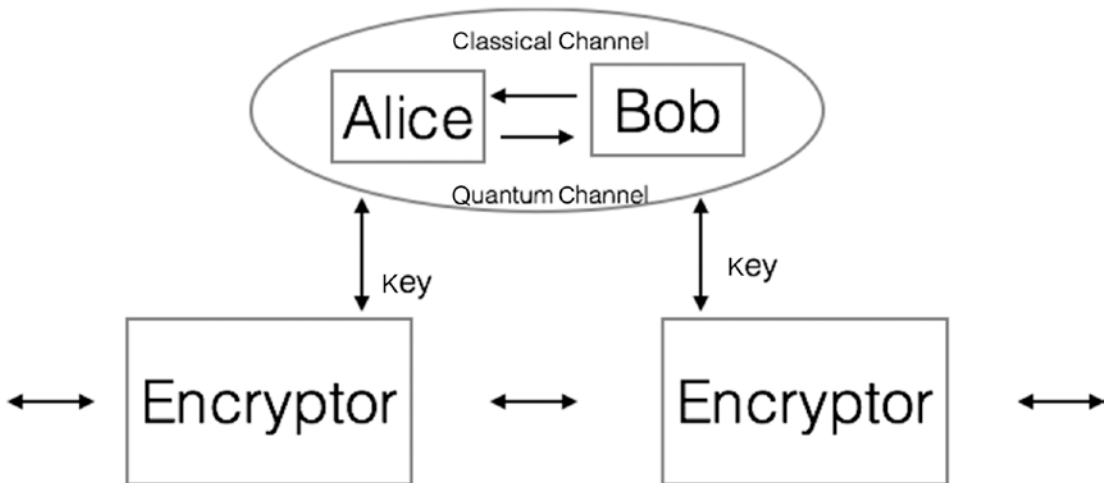 Classical Channel
Alice
Bob
Quantum Channel
Key
Key
Encryptor
Encryptor